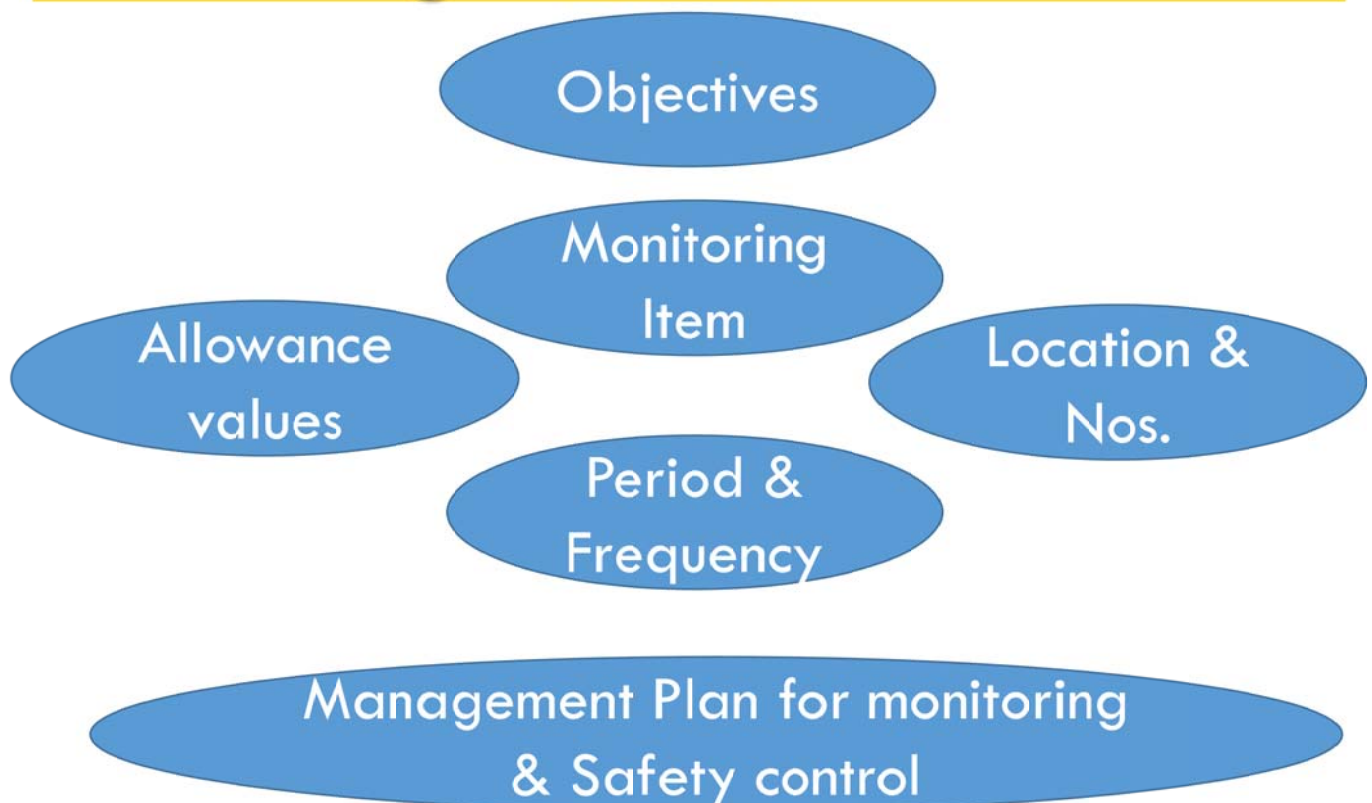 Objectives
Monitoring
Item
Allowance
values
Location &
Nos.
Period &
Frequency
Management Plan for monitoring
& Safety control